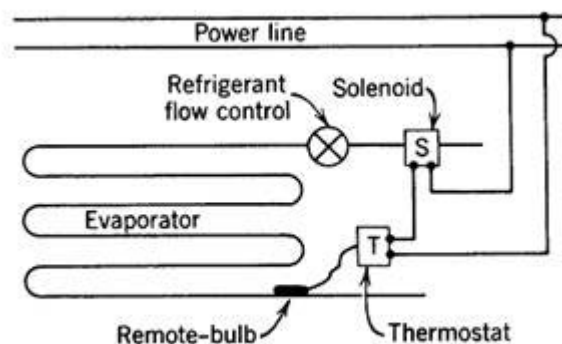 Power line
Refrigerant
flow control
Solenoid
S
Evaporator
T
Remote-bulb
Thermostat